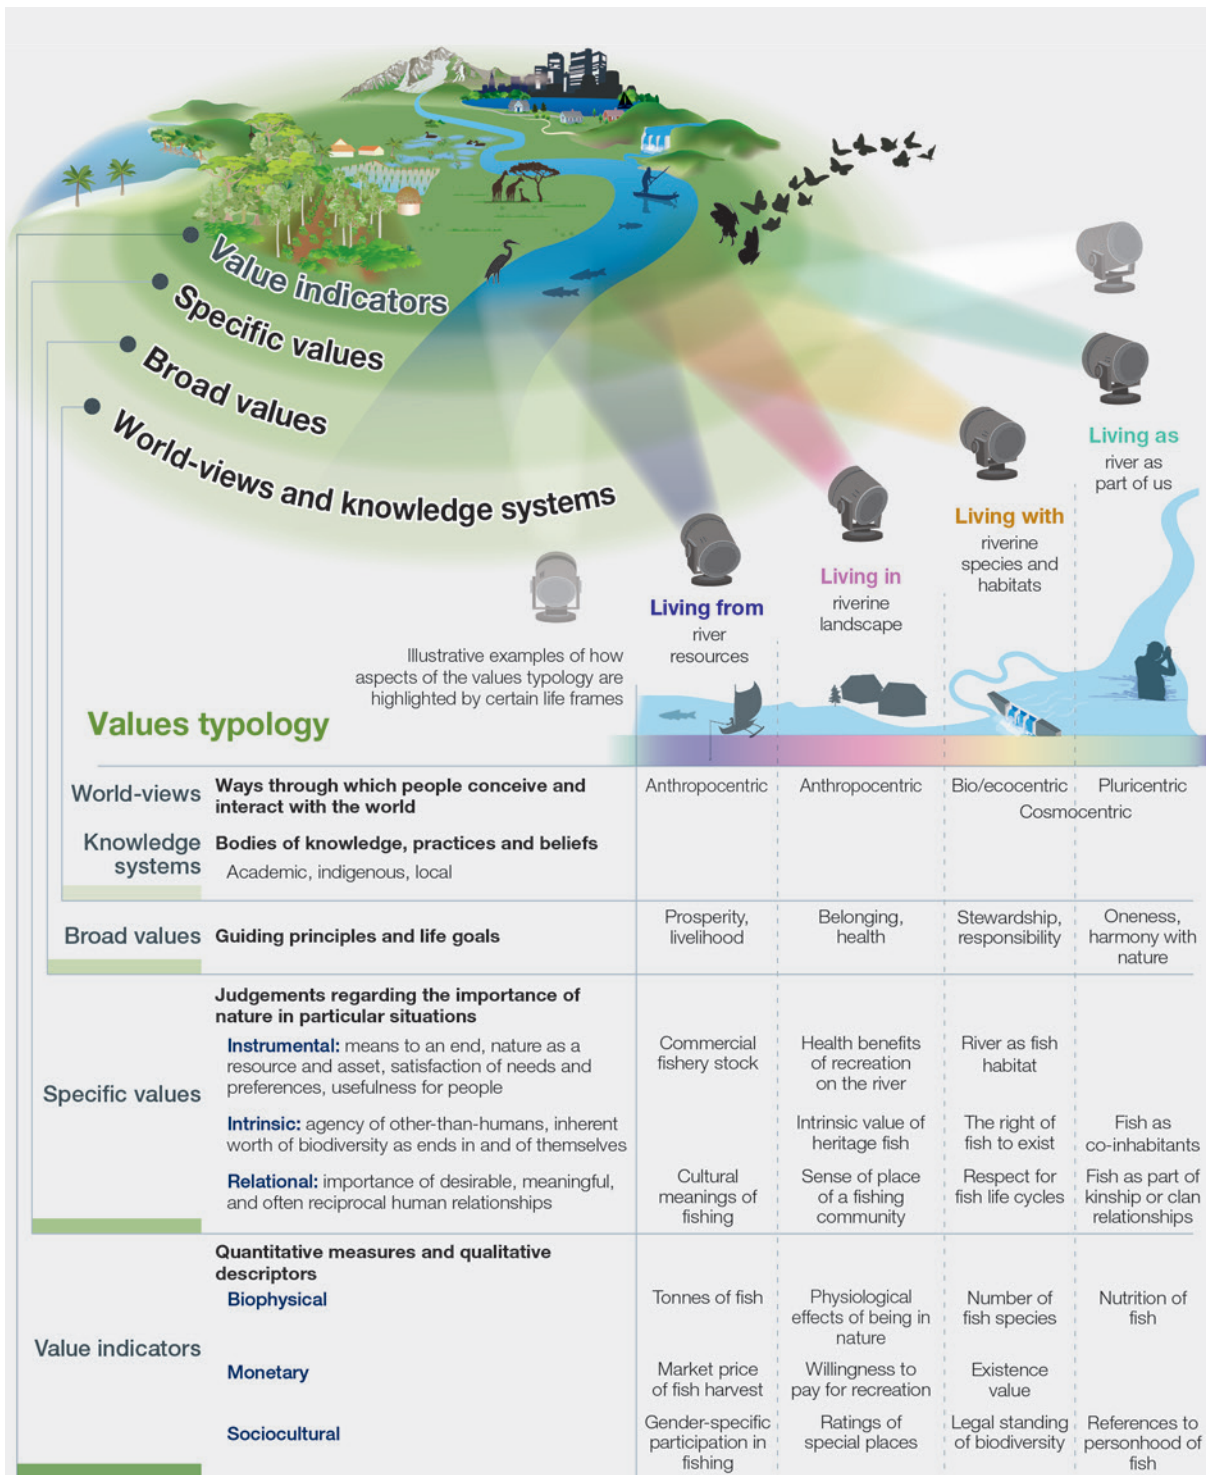 Value indicators
Specific values
Broad values
World-views and knowledge systems
Living as
river as
part of us
Living with
riverine
species and
habitats
Living in
riverine
landscape
Living from
river
resources
Illustrative examples of how
aspects of the values typology are
highlighted by certain life frames
Values typology
World-views
Ways through which people conceive and
interact with the world
Anthropocentric
Anthropocentric
Bio/ecocentric
Pluricentric
Cosmocentric
Knowledge
systems
Bodies of knowledge, practices and beliefs
Academic, indigenous, local
Broad values
Guiding principles and life goals
Prosperity,
livelihood
Belonging,
health
Stewardship,
responsibility
Oneness,
harmony with
nature
Specific values
Judgements regarding the importance of
nature in particular situations
Instrumental: means to an end, nature as a
resource and asset, satisfaction of needs and
preferences, usefulness for people
Commercial
fishery stock
Health benefits
of recreation
on the river
River as fish
habitat
Intrinsic: agency of other-than-humans, inherent
worth of biodiversity as ends in and of themselves
Intrinsic value of
heritage fish
The right of
fish to exist
Fish as
co-inhabitants
Relational: importance of desirable, meaningful,
and often reciprocal human relationships
Cultural
meanings of
fishing
Sense of place
of a fishing
community
Respect for
fish life cycles
Fish as part of
kinship or clan
relationships
Value indicators
Quantitative measures and qualitative
descriptors
Biophysical
Tonnes of fish
Physiological
effects of being in
nature
Number of
fish species
Nutrition of
fish
Monetary
Market price
of fish harvest
Willingness to
pay for recreation
Existence
value
Sociocultural
Gender-specific
participation in
fishing
Ratings of
special places
Legal standing
of biodiversity
References to
personhood of
fish